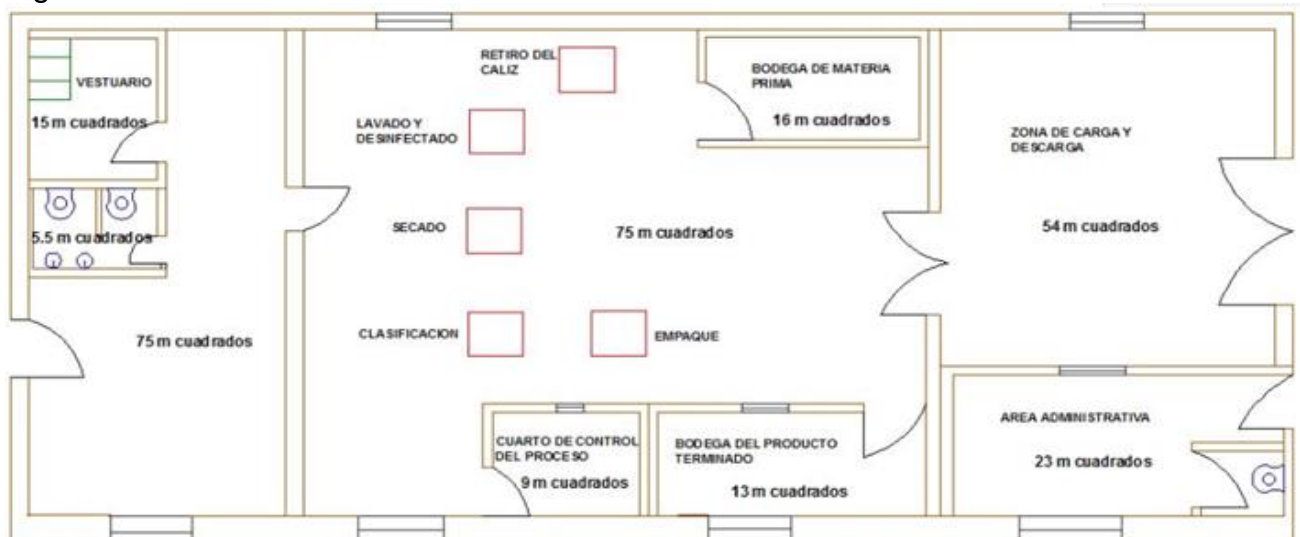 VESTUARIO
15 m cuadrados
5.5 m cuadrados
75 m cuadrados
RETIRO DEL
CALIZ
LAVADO Y
DESINFECTADO
SECADO
CLASIFICACION
EMPAQUE
75 m cuadrados
BODEGA DE MATERIA
PRIMA
16 m cuadrados
CUARTO DE CONTROL
DEL PROCESO
9 m cuadrados
BODEGA DEL PRODUCTO
TERMINADO
13 m cuadrados
ZONA DE CARGA Y
DESCARGA
54 m cuadrados
AREA ADMINISTRATIVA
23 m cuadrados